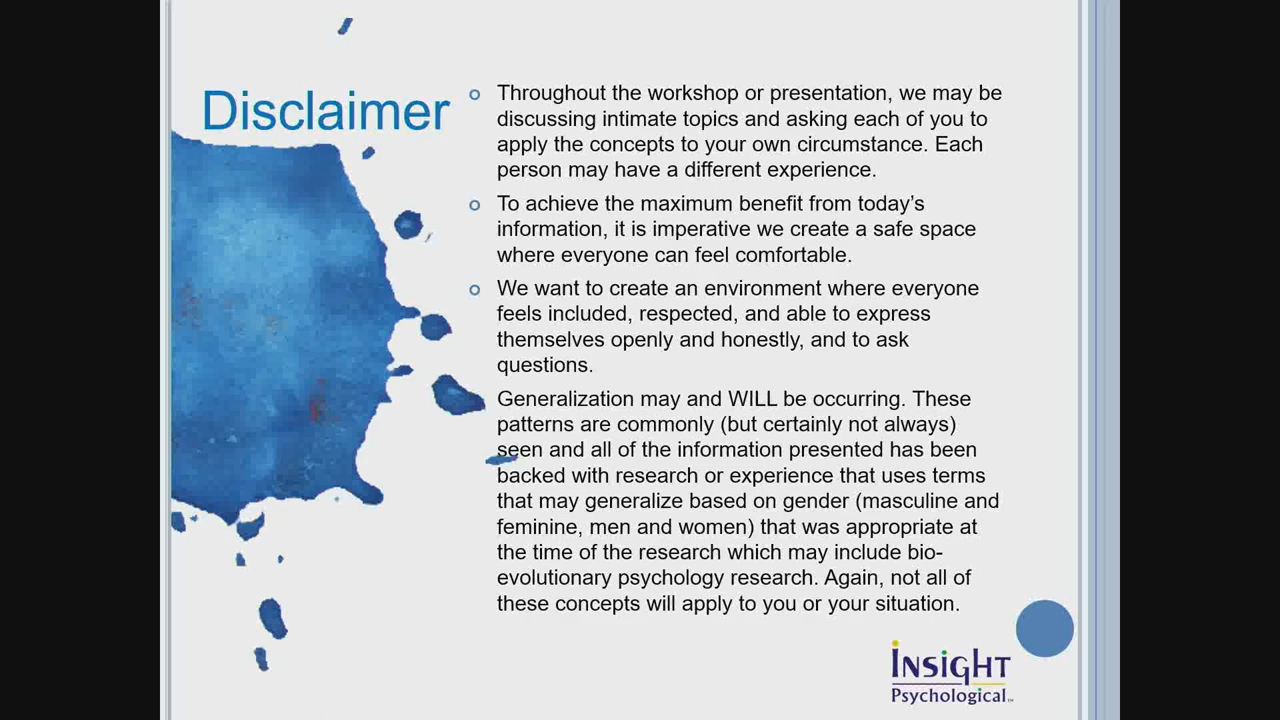 Disclaimer
Throughout the workshop or presentation, we may be
discussing intimate topics and asking each of you to
apply the concepts to your own circumstance. Each
person may have a different experience.
To achieve the maximum benefit from today's
information, it is imperative we create a safe space
where everyone can feel comfortable.
We want to create an environment where everyone
feels included, respected, and able to express
themselves openly and honestly, and to ask
questions.
Generalization may and WILL be occurring. These
patterns are commonly (but certainly not always)
seen and all of the information presented has been
backed with research or experience that uses terms
that may generalize based on gender (masculine and
feminine, men and women) that was appropriate at
the time of the research which may include bio-
evolutionary psychology research. Again, not all of
these concepts will apply to you or your situation.
Insight
Psychological™